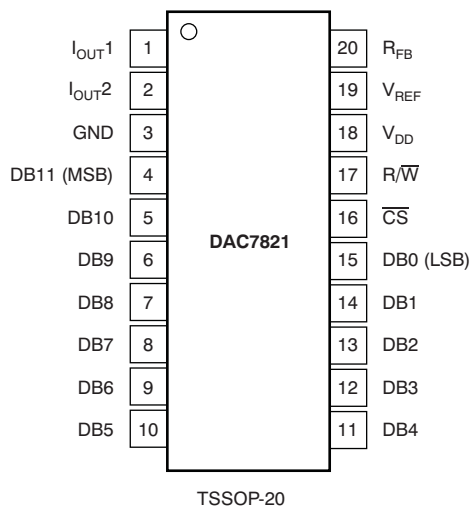 I_OUT1 1 20 R_FB
I_OUT2 2 19 V_REF
GND 3 18 V_DD
DB11 (MSB) 4 17 R/W̅
DB10 5 16 C̅S̅
DAC7821
DB9 6 15 DB0 (LSB)
DB8 7 14 DB1
DB7 8 13 DB2
DB6 9 12 DB3
DB5 10 11 DB4
TSSOP-20